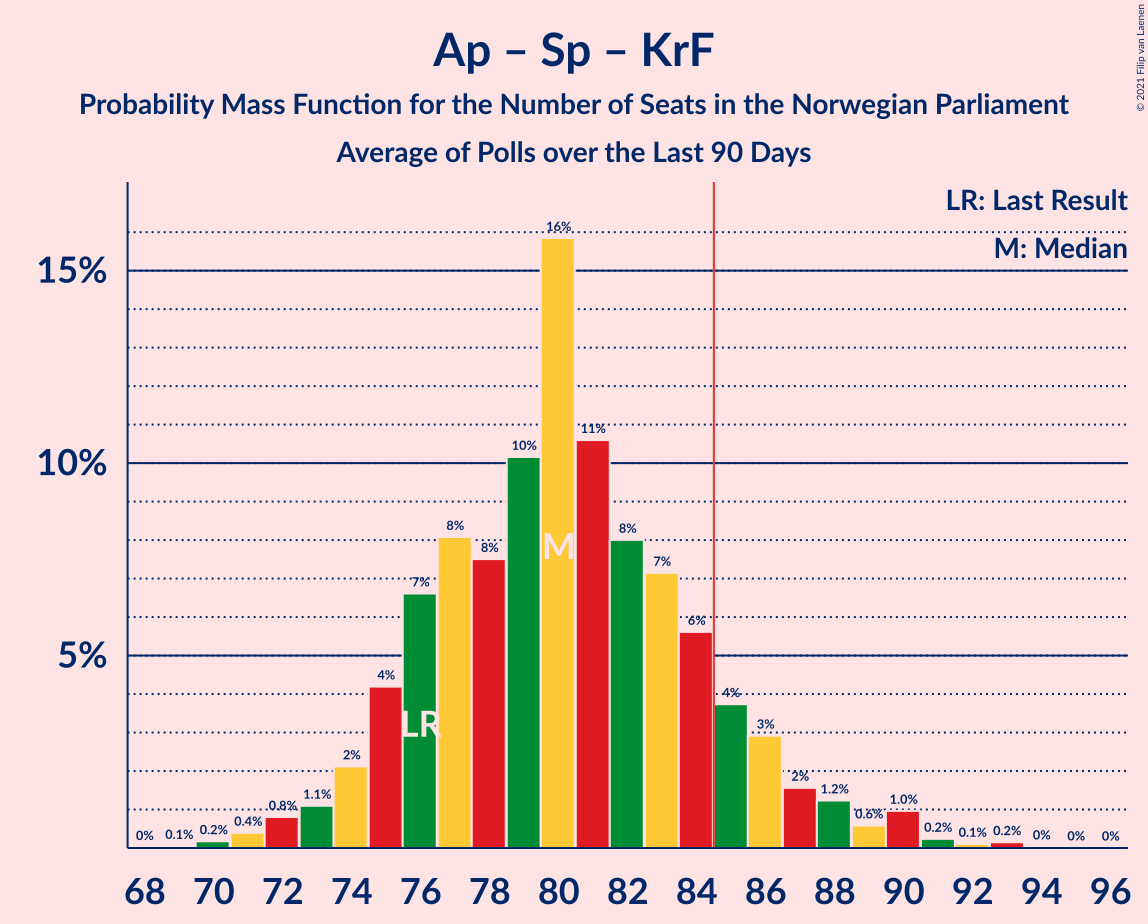 Ap – Sp – KrF
Probability Mass Function for the Number of Seats in the Norwegian Parliament
Average of Polls over the Last 90 Days
© 2021 Filip van Laenen
LR: Last Result
M: Median
15%
10%
5%
0% 0.1% 0.2% 0.4% 0.8% 1.1% 2% 4% 7% 8% 8% 10% 16% 11% 8% 7% 6% 4% 3% 2% 1.2% 0.6% 1.0% 0.2% 0.1% 0.2% 0% 0% 0%
LR
M
68 70 72 74 76 78 80 82 84 86 88 90 92 94 96